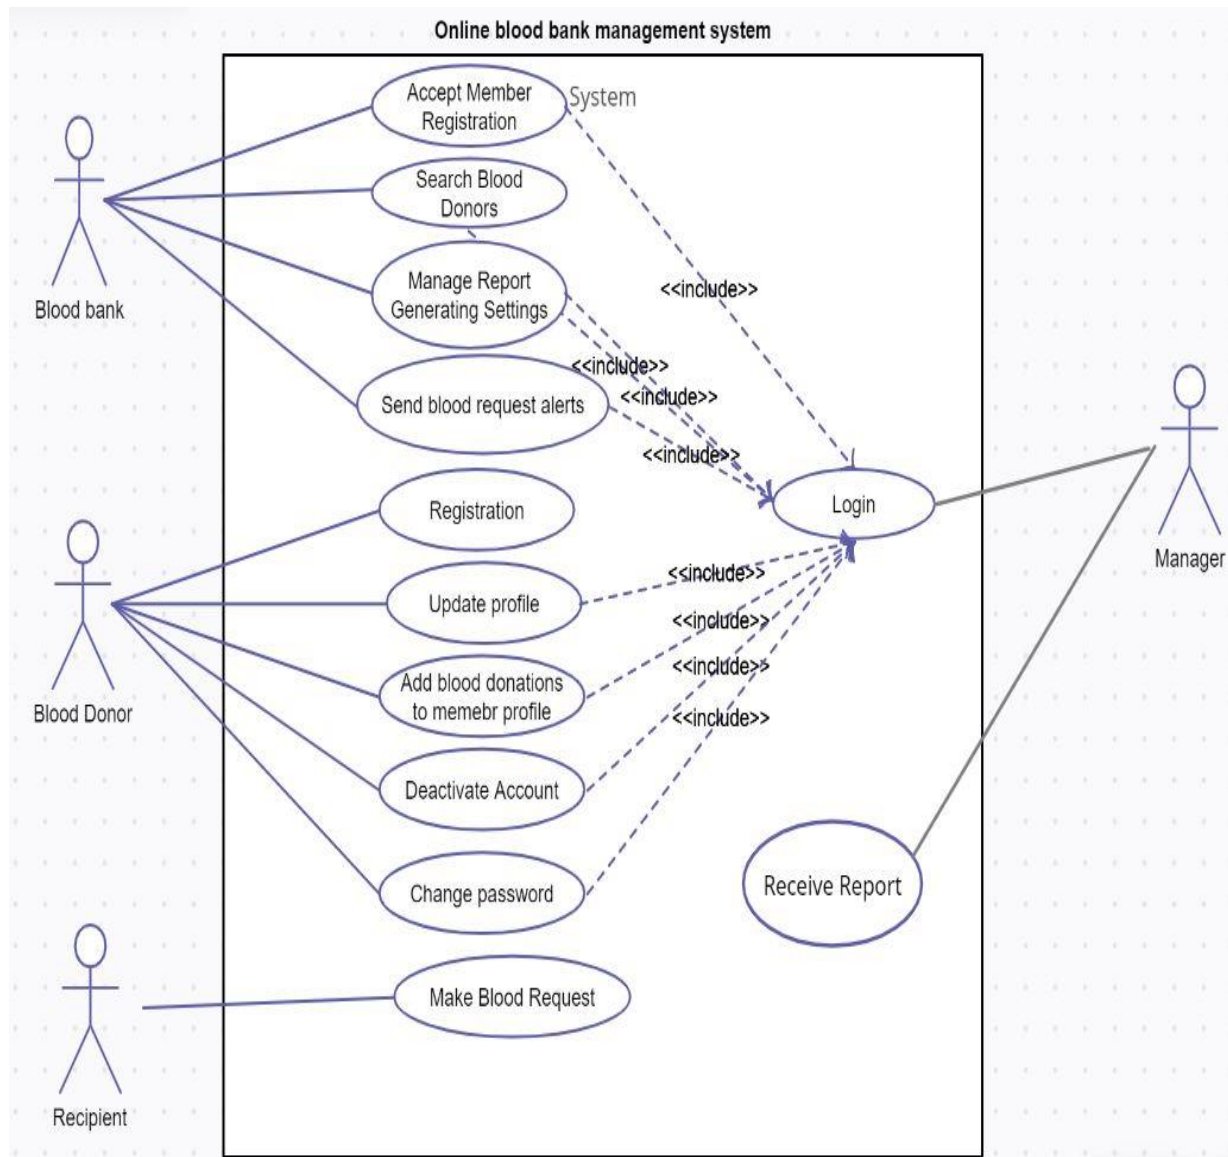 Online blood bank management system
Accept Member
Registration
System
Search Blood
Donors
Manage Report
Generating Settings
<<include>>
Blood bank
<<include>>
<<include>>
Send blood request alerts
<<include>>
Registration
Login
Manager
Update profile
<<include>>
<<include>>
Add blood donations
to memebr profile
<<include>>
Blood Donor
<<include>>
Deactivate Account
Change password
Receive Report
Make Blood Request
Recipient